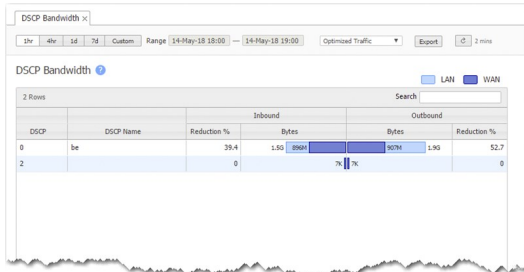 DSCP Bandwidth ×
1hr 4hr 1d 7d Custom Range 14-May-18 18:00 — 14-May-18 19:00 Optimized Traffic ▼ Export 2 mins
DSCP Bandwidth ?
LAN WAN
2 Rows Search
Inbound Outbound
DSCP DSCP Name Reduction % Bytes Bytes Reduction %
0 be 39.4 1.5G 896M 907M 1.9G 52.7
2 0 7K 7K 0